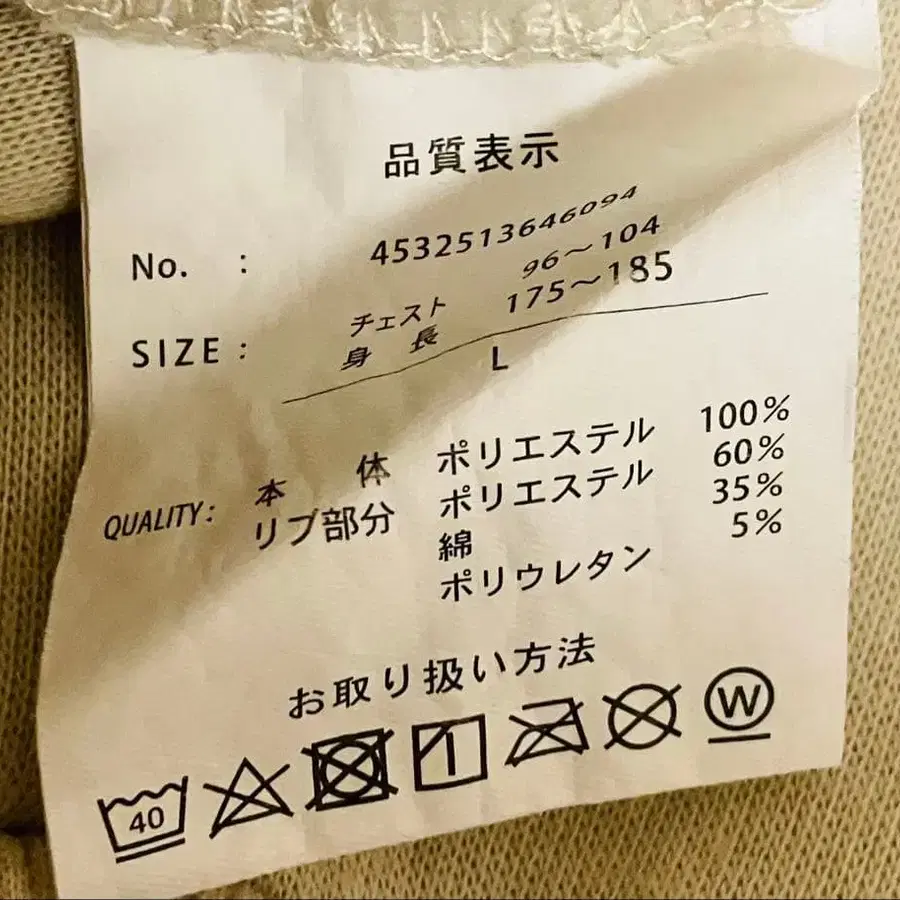 品質表示
No. : 4532513646094
SIZE : チェスト 96～104
身 長 175～185
L
QUALITY: 本 体 ポリエステル 100%
リブ部分 ポリエステル 60%
綿 35%
ポリウレタン 5%
お取り扱い方法
40
W